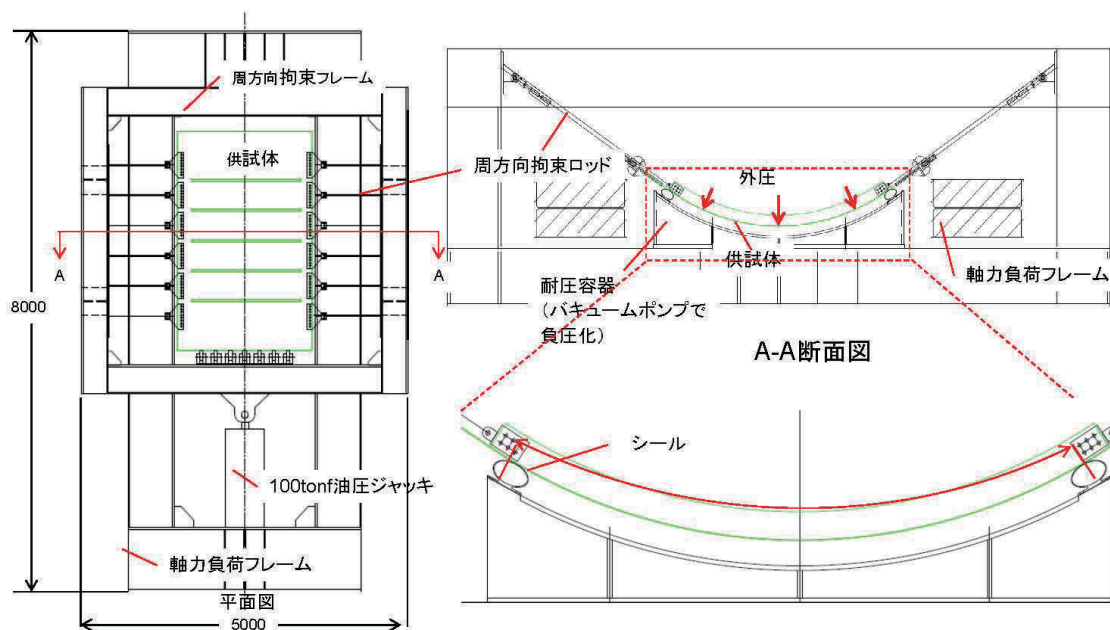 周方向拘束フレーム
供試体
A
A
8000
100tonf油圧ジャッキ
軸力負荷フレーム
平面図
5000
周方向拘束ロッド
外圧
供試体
耐圧容器
(バキュームポンプで
負圧化)
軸力負荷フレーム
A-A断面図
シール